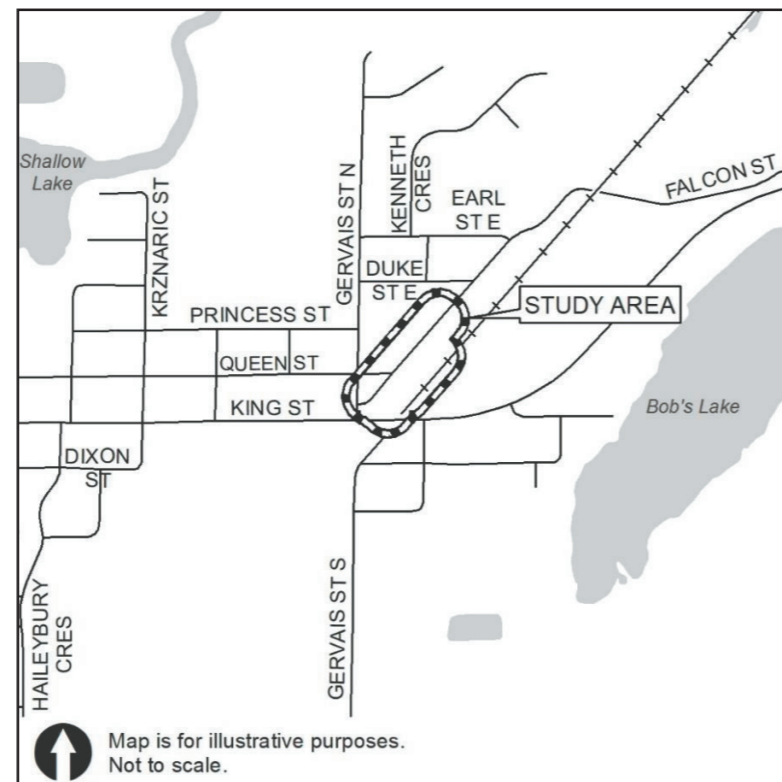 Shallow
Lake
KRZNARIC ST
GERVAIS ST N
KENNETH
CRES
EARL
ST E
FALCON ST
DUKE
ST E
STUDY AREA
PRINCESS ST
QUEEN ST
KING ST
Bob's Lake
DIXON
ST
HAILEYBURY
CRES
GERVAIS ST S
Map is for illustrative purposes.
Not to scale.